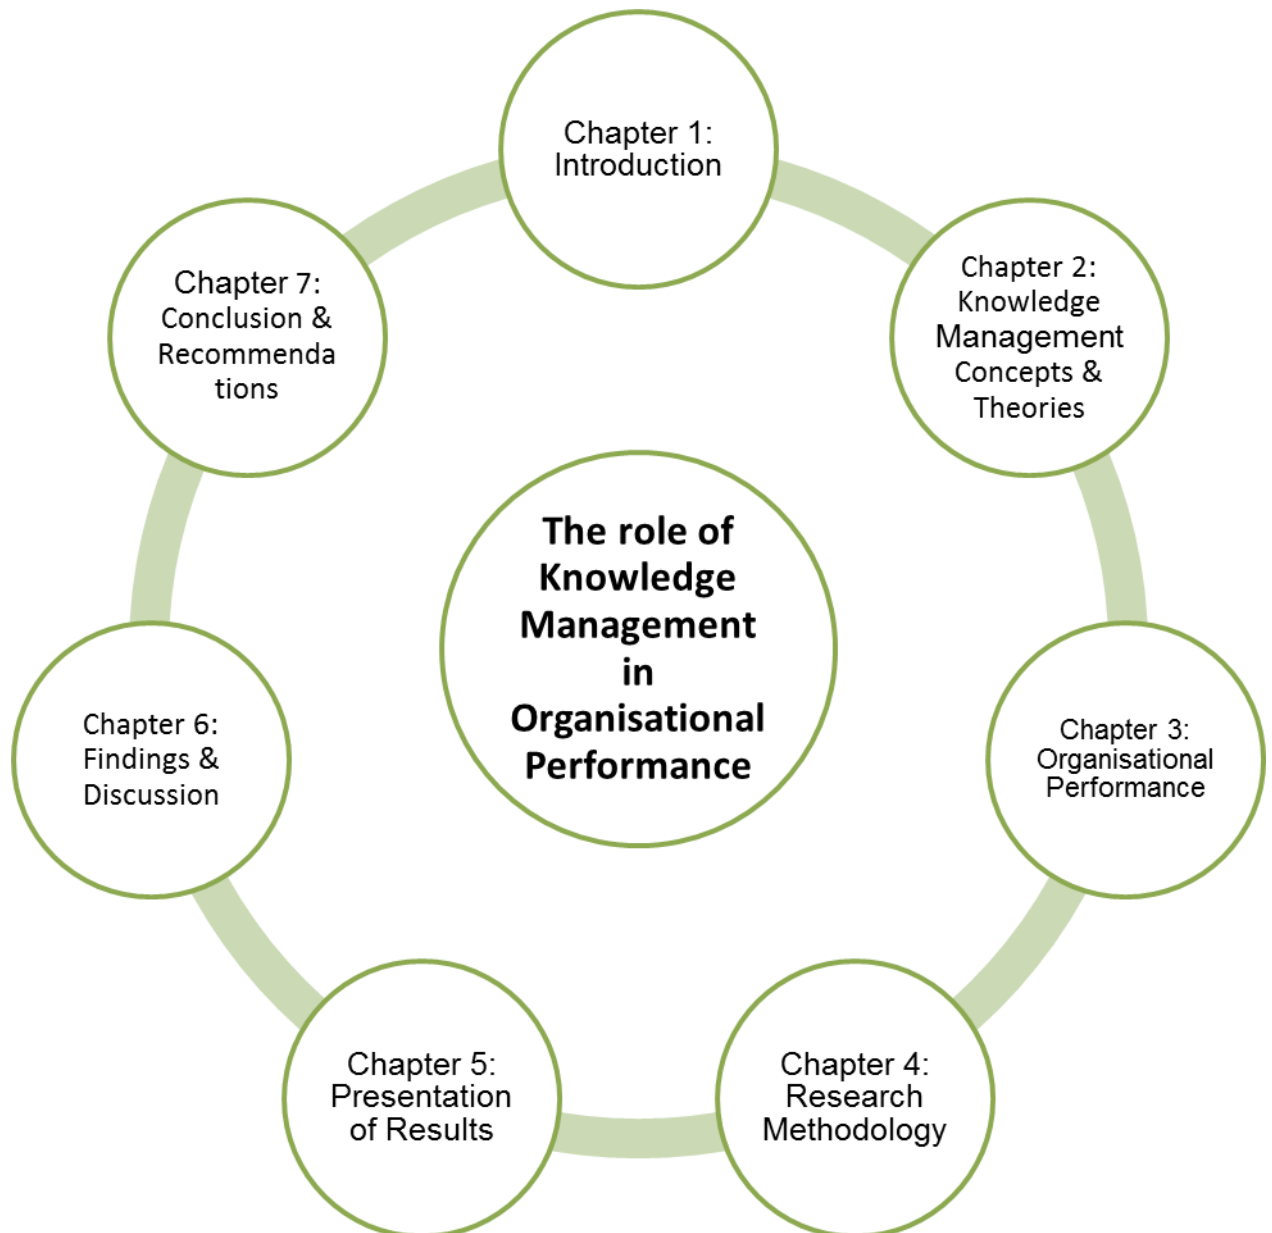 Chapter 1:
Introduction
Chapter 2:
Knowledge
Management
Concepts &
Theories
Chapter 3:
Organisational
Performance
Chapter 4:
Research
Methodology
Chapter 5:
Presentation
of Results
Chapter 6:
Findings &
Discussion
Chapter 7:
Conclusion &
Recommenda
tions
The role of
Knowledge
Management
in
Organisational
Performance